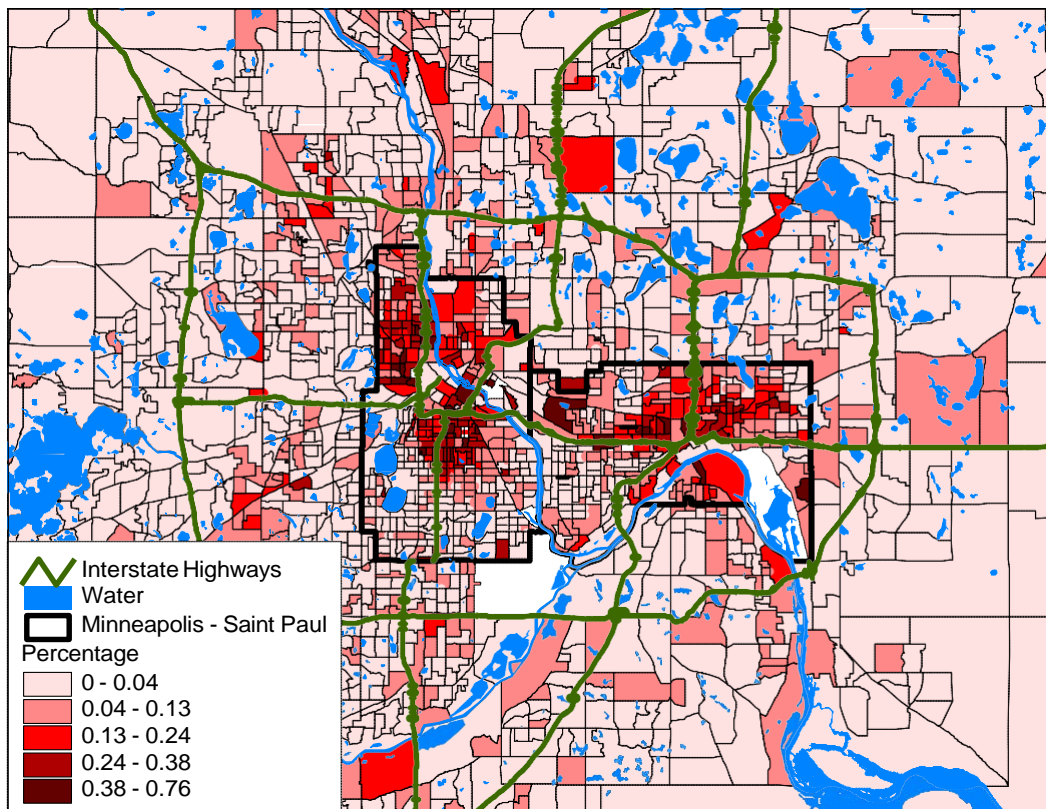 Interstate Highways
Water
Minneapolis - Saint Paul
Percentage
0 - 0.04
0.04 - 0.13
0.13 - 0.24
0.24 - 0.38
0.38 - 0.76